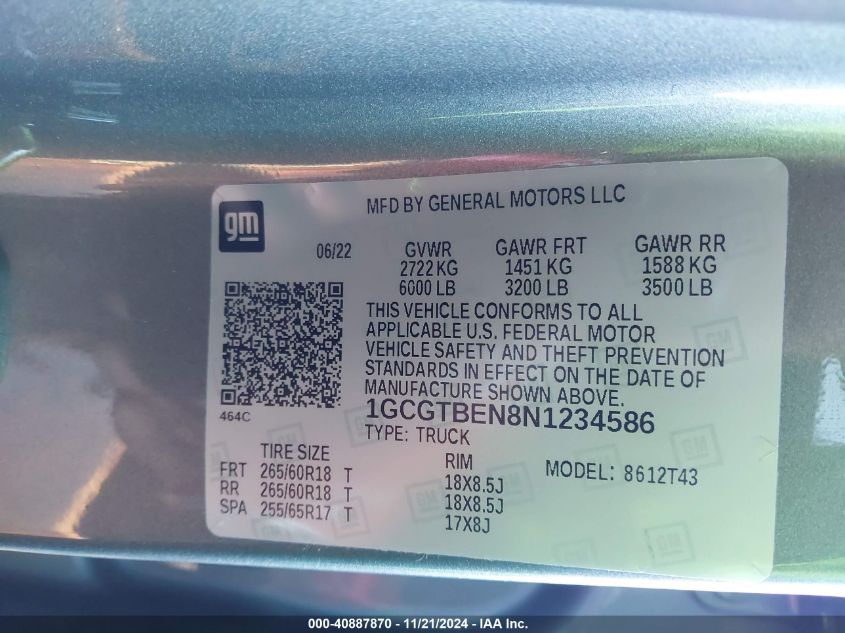 MFD BY GENERAL MOTORS LLC
gm
06/22
GVWR GAWR FRT GAWR RR
2722 KG 1451 KG 1588 KG
6000 LB 3200 LB 3500 LB
THIS VEHICLE CONFORMS TO ALL
APPLICABLE U.S. FEDERAL MOTOR
VEHICLE SAFETY AND THEFT PREVENTION
STANDARDS IN EFFECT ON THE DATE OF
MANUFACTURE SHOWN ABOVE.
464C
1GCGTBEN8N1234586
TYPE: TRUCK
TIRE SIZE RIM MODEL: 8612T43
FRT 265/60R18 T 18X8.5J
RR 265/60R18 T 18X8.5J
SPA 255/65R17 T 17X8J
000-40887870 - 11/21/2024 - IAA Inc.